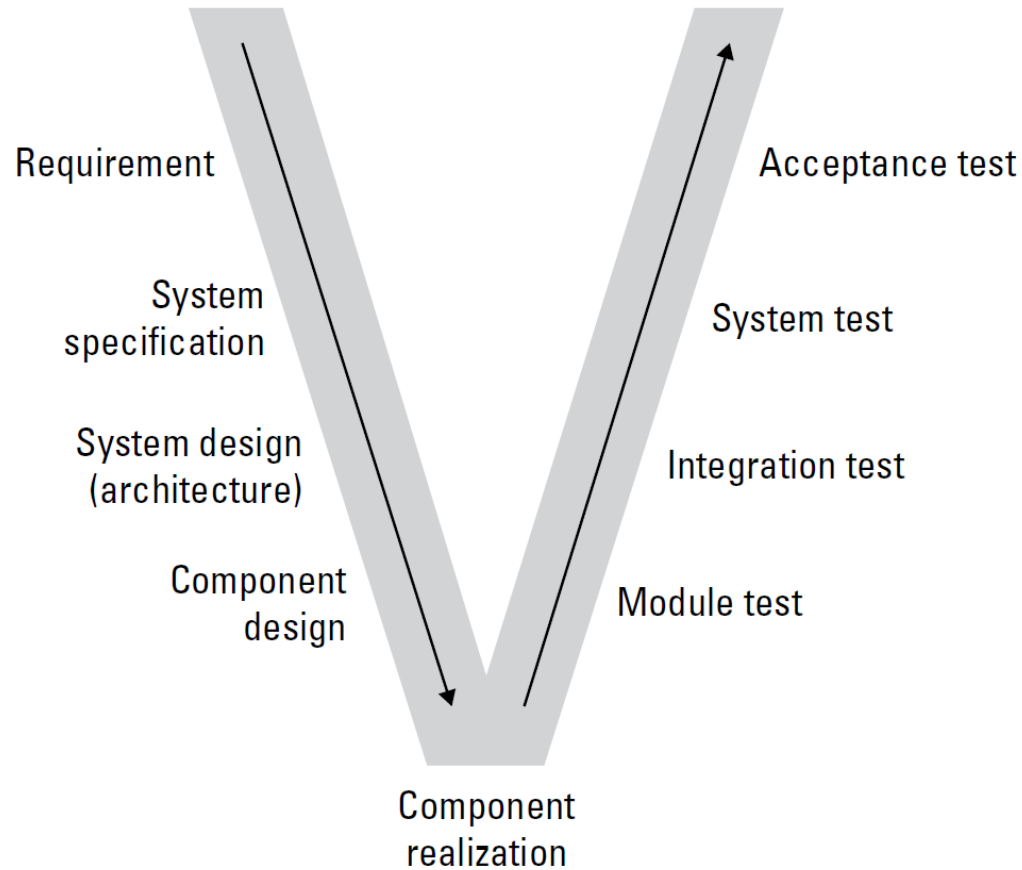 Requirement
System
specification
System design
(architecture)
Component
design
Component
realization
Module test
Integration test
System test
Acceptance test